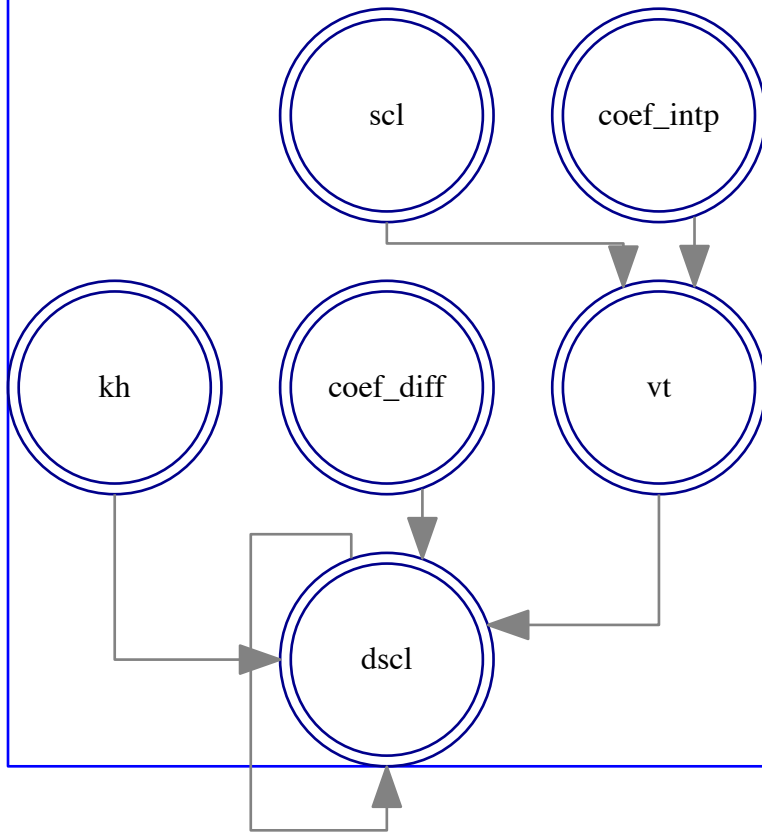 scl
coef_intp
kh
coef_diff
vt
dscl